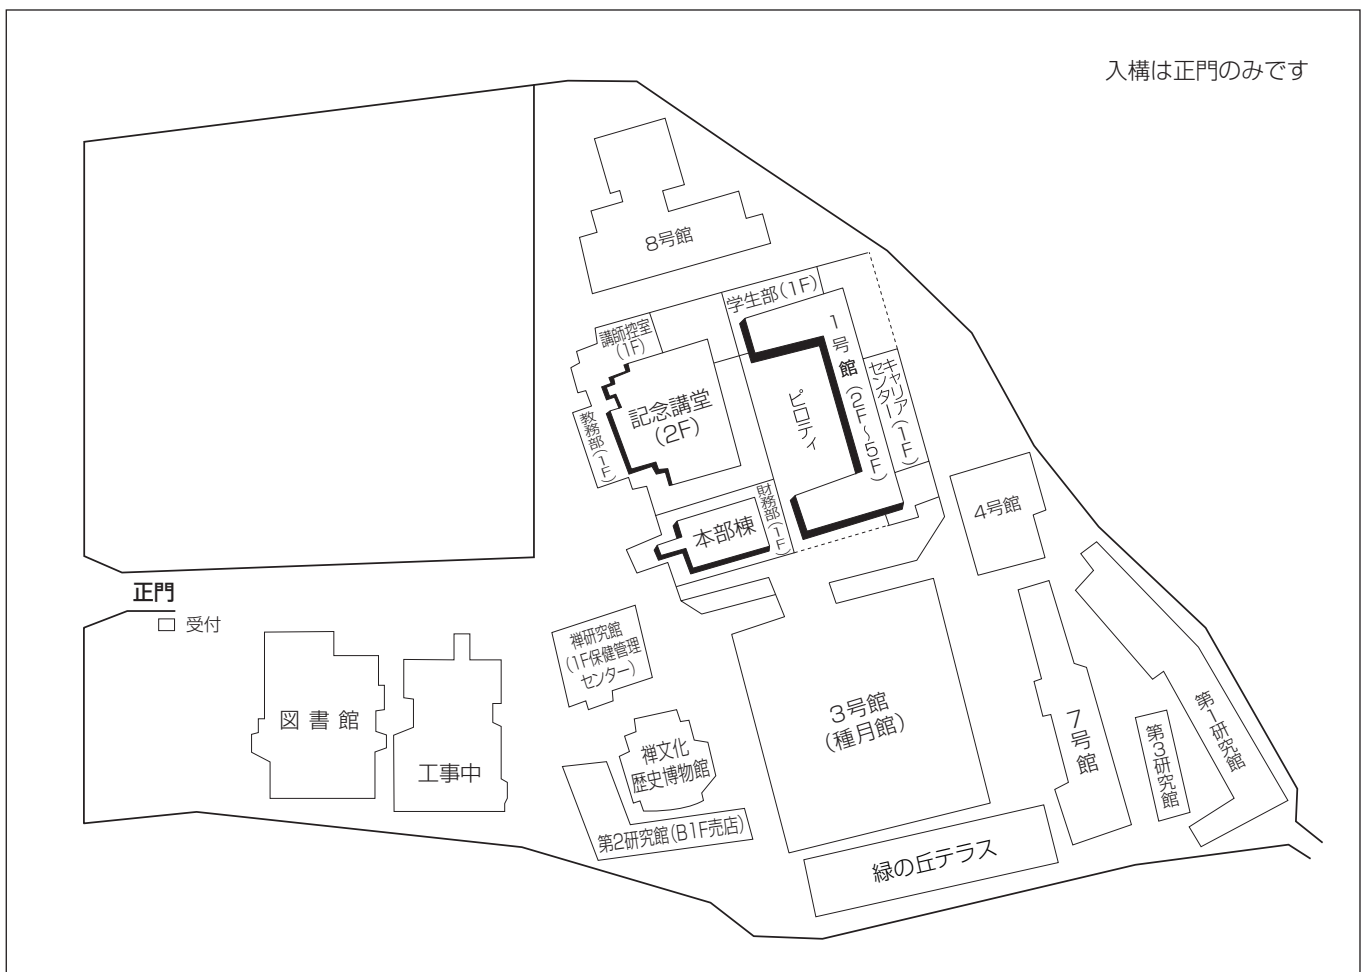 入構は正門のみです
8号館
学生部(1F)
講師控室
(1F)
1号館(2F〜5F)
キャリア
センター(1F)
ピロティ
記念講堂
(2F)
教務部(1F)
財務部(1F)
本部棟
4号館
正門
受付
禅研究館
(1F保健管理
センター)
図書館
工事中
禅文化
歴史博物館
第2研究館(B1F売店)
3号館
(種月館)
緑の丘テラス
7号館
第3研究館
第1研究館